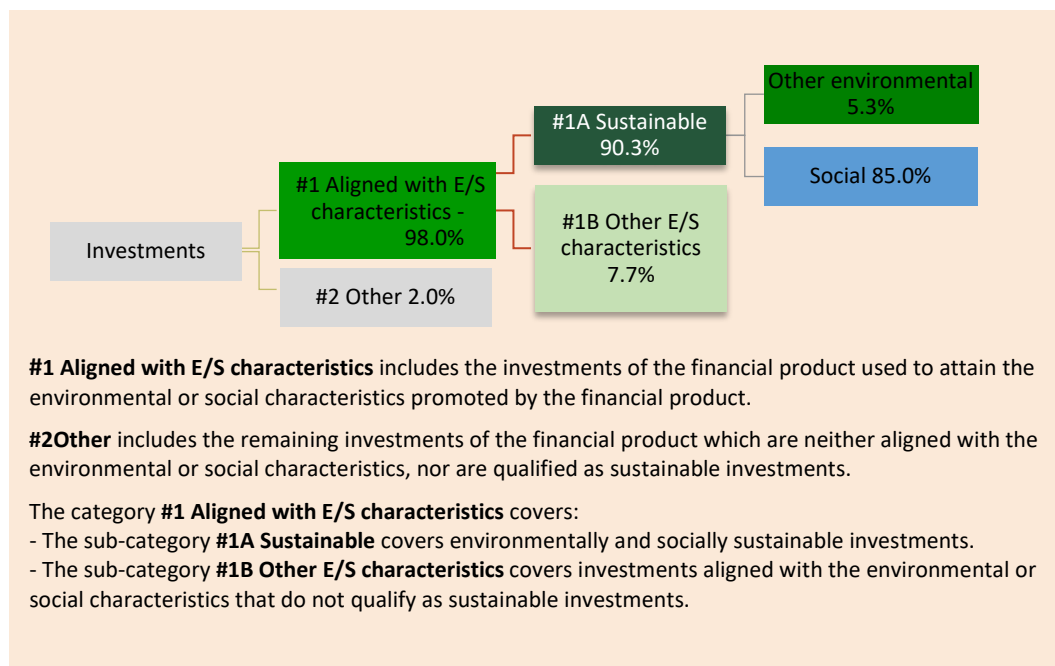 Other environmental
5.3%
#1A Sustainable
90.3%
Social 85.0%
#1 Aligned with E/S
characteristics -
98.0%
#1B Other E/S
characteristics
7.7%
Investments
#2 Other 2.0%
#1 Aligned with E/S characteristics includes the investments of the financial product used to attain the
environmental or social characteristics promoted by the financial product.
#2Other includes the remaining investments of the financial product which are neither aligned with the
environmental or social characteristics, nor are qualified as sustainable investments.
The category #1 Aligned with E/S characteristics covers:
- The sub-category #1A Sustainable covers environmentally and socially sustainable investments.
- The sub-category #1B Other E/S characteristics covers investments aligned with the environmental or
social characteristics that do not qualify as sustainable investments.